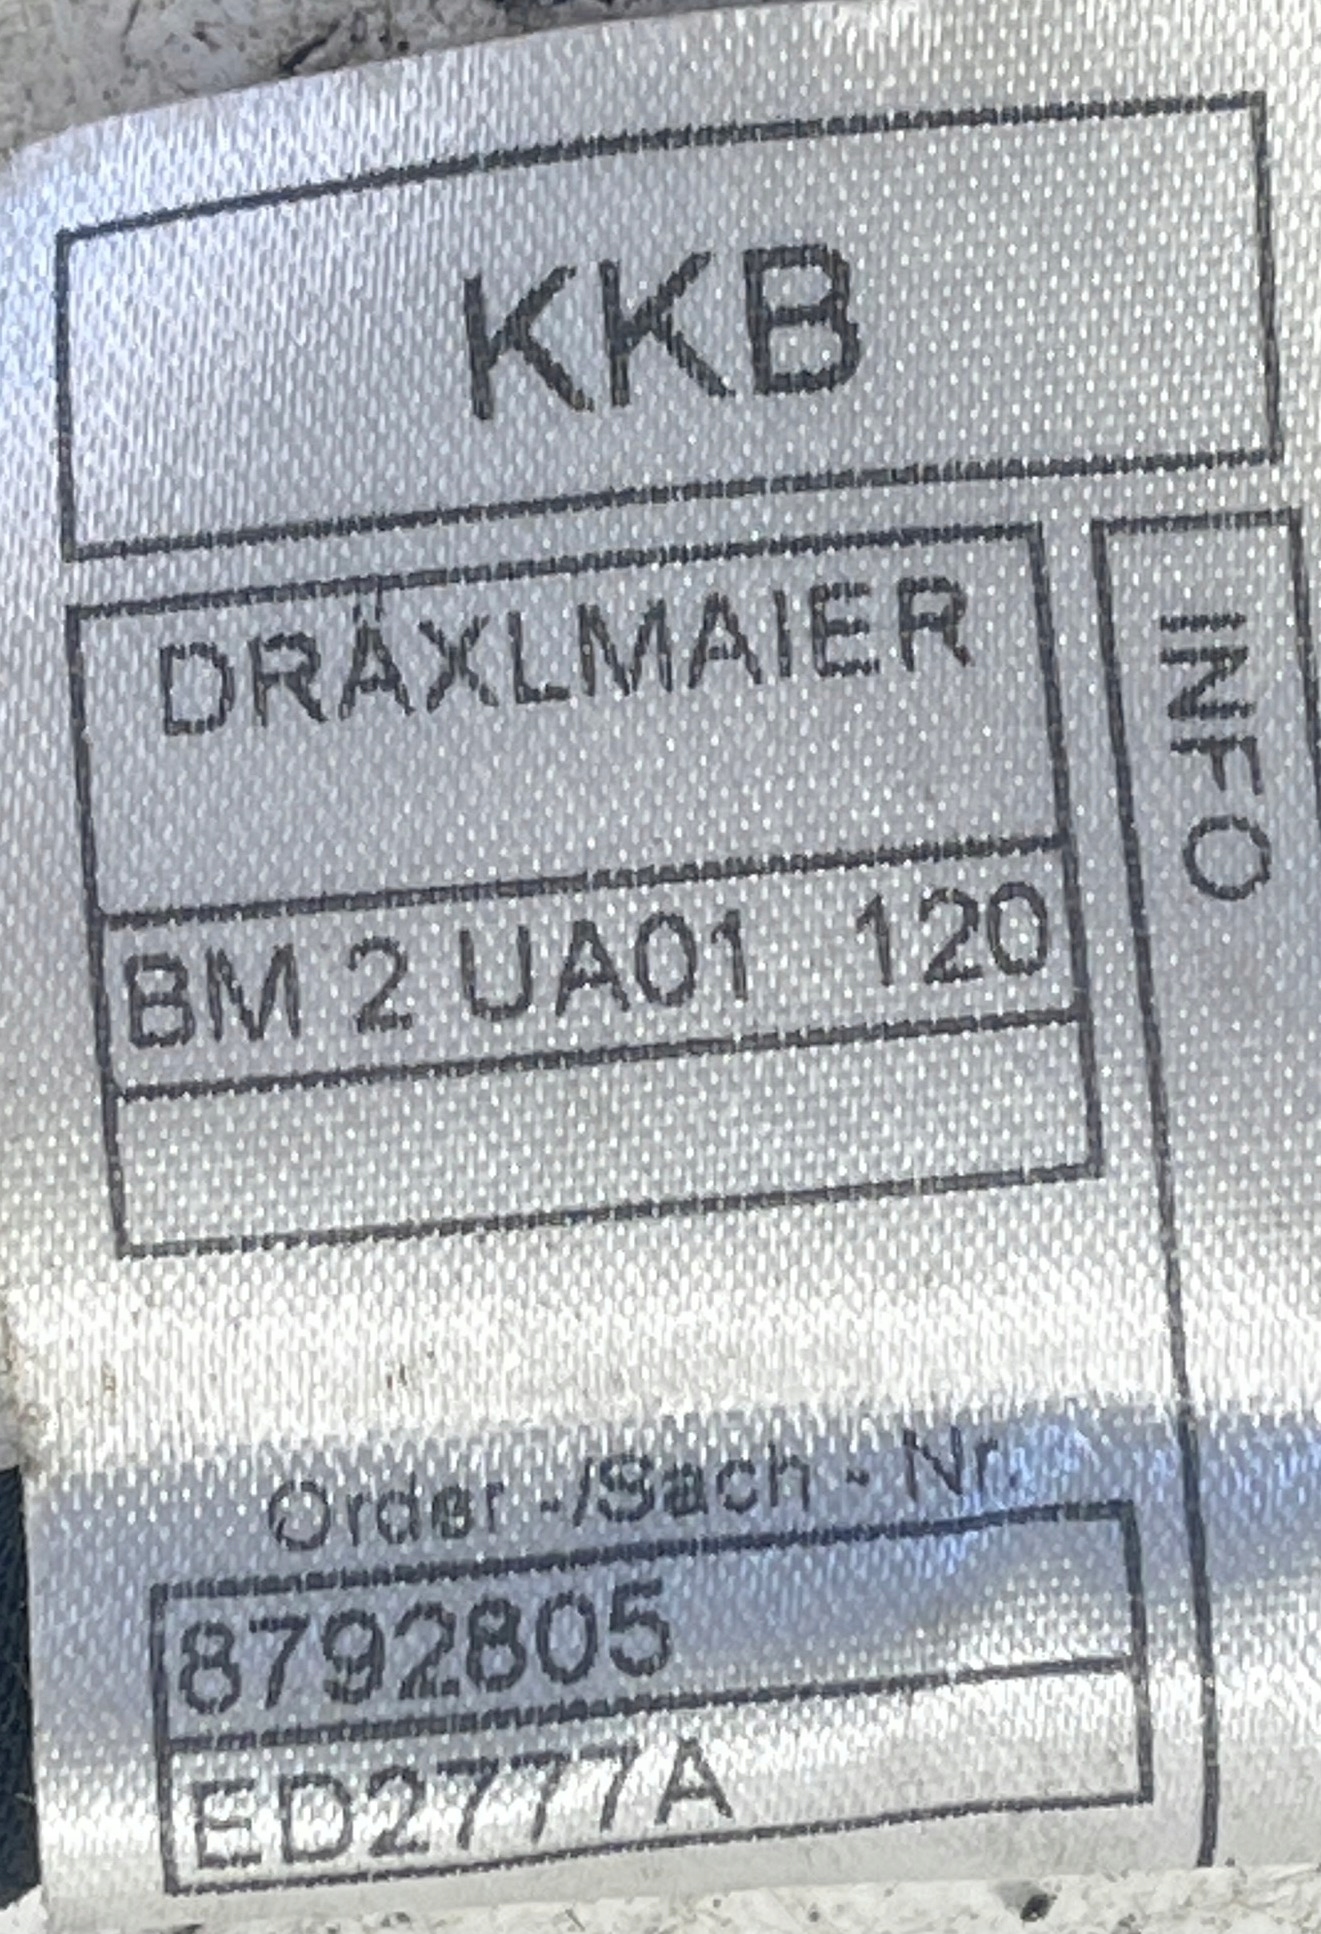 KKB
DRÄXLMAIER
INFO
BM 2 UA01 120
Order -/Sach - Nr.
8792805
ED2777A